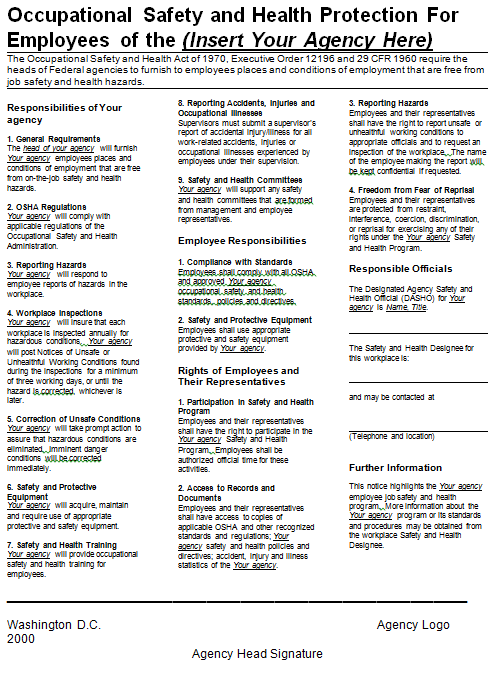 Occupational Safety and Health Protection For
Employees of the (Insert Your Agency Here)
The Occupational Safety and Health Act of 1970, Executive Order 12196 and 29 CFR 1960 require the
heads of Federal agencies to furnish to employees places and conditions of employment that are free from
job safety and health hazards.
Responsibilities of Your
agency
1. General Requirements
The head of your agency will furnish
Your agency employees places and
conditions of employment that are free
from on-the-job safety and health
hazards.
2. OSHA Regulations
Your agency will comply with
applicable regulations of the
Occupational Safety and Health
Administration.
3. Reporting Hazards
Your agency will respond to
employee reports of hazards in the
workplace.
4. Workplace Inspections
Your agency will insure that each
workplace is inspected annually for
hazardous conditions. Your agency
will post Notices of Unsafe or
Unhealthful Working Conditions found
during the inspections for a minimum
of three working days, or until the
hazard is corrected, whichever is
later.
5. Correction of Unsafe Conditions
Your agency will take prompt action to
assure that hazardous conditions are
eliminated. Imminent danger
conditions will be corrected
immediately.
6. Safety and Protective
Equipment
Your agency will acquire, maintain
and require use of appropriate
protective and safety equipment.
7. Safety and Health Training
Your agency will provide occupational
safety and health training for
employees.
8. Reporting Accidents, Injuries and
Occupational Illnesses
Supervisors must submit a supervisor's
report of accidental injury/illness for all
work-related accidents, injuries or
occupational illnesses experienced by
employees under their supervision.
9. Safety and Health Committees
Your agency will support any safety
and health committees that are formed
from management and employee
representatives.
Employee Responsibilities
1. Compliance with Standards
Employees shall comply with all OSHA
and approved Your agency
occupational safety and health
standards, policies and directives.
2. Safety and Protective Equipment
Employees shall use appropriate
protective and safety equipment
provided by Your agency.
Rights of Employees and
Their Representatives
1. Participation in Safety and Health
Program
Employees and their representatives
shall have the right to participate in the
Your agency Safety and Health
Program. Employees shall be
authorized official time for these
activities.
2. Access to Records and
Documents
Employees and their representatives
shall have access to copies of
applicable OSHA and other recognized
standards and regulations; Your
agency safety and health policies and
directives; accident, injury and illness
statistics of the Your agency.
3. Reporting Hazards
Employees and their representatives
shall have the right to report unsafe or
unhealthful working conditions to
appropriate officials and to request an
inspection of the workplace. The name
of the employee making the report will
be kept confidential if requested.
4. Freedom from Fear of Reprisal
Employees and their representatives
are protected from restraint,
interference, coercion, discrimination,
or reprisal for exercising any of their
rights under the Your agency Safety
and Health Program.
Responsible Officials
The Designated Agency Safety and
Health Official (DASHO) for Your
agency is Name, Title.
The Safety and Health Designee for
this workplace is:
and may be contacted at
(Telephone and location)
Further Information
This notice highlights the Your agency
employee job safety and health
program. More information about the
Your agency program or its standards
and procedures may be obtained from
the workplace Safety and Health
Designee.
Washington D.C.
2000
Agency Logo
Agency Head Signature